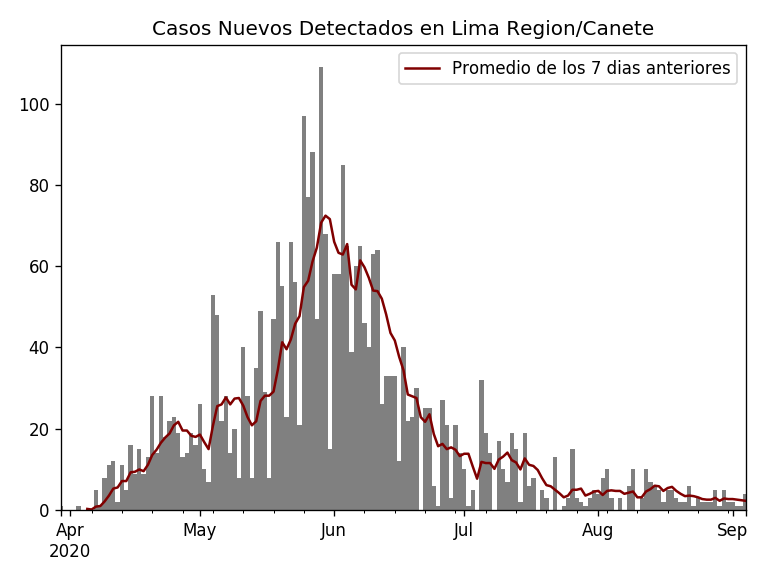 Casos Nuevos Detectados en Lima Region/Canete
Promedio de los 7 dias anteriores
100
80
60
40
20
0
Apr May Jun Jul Aug Sep
2020